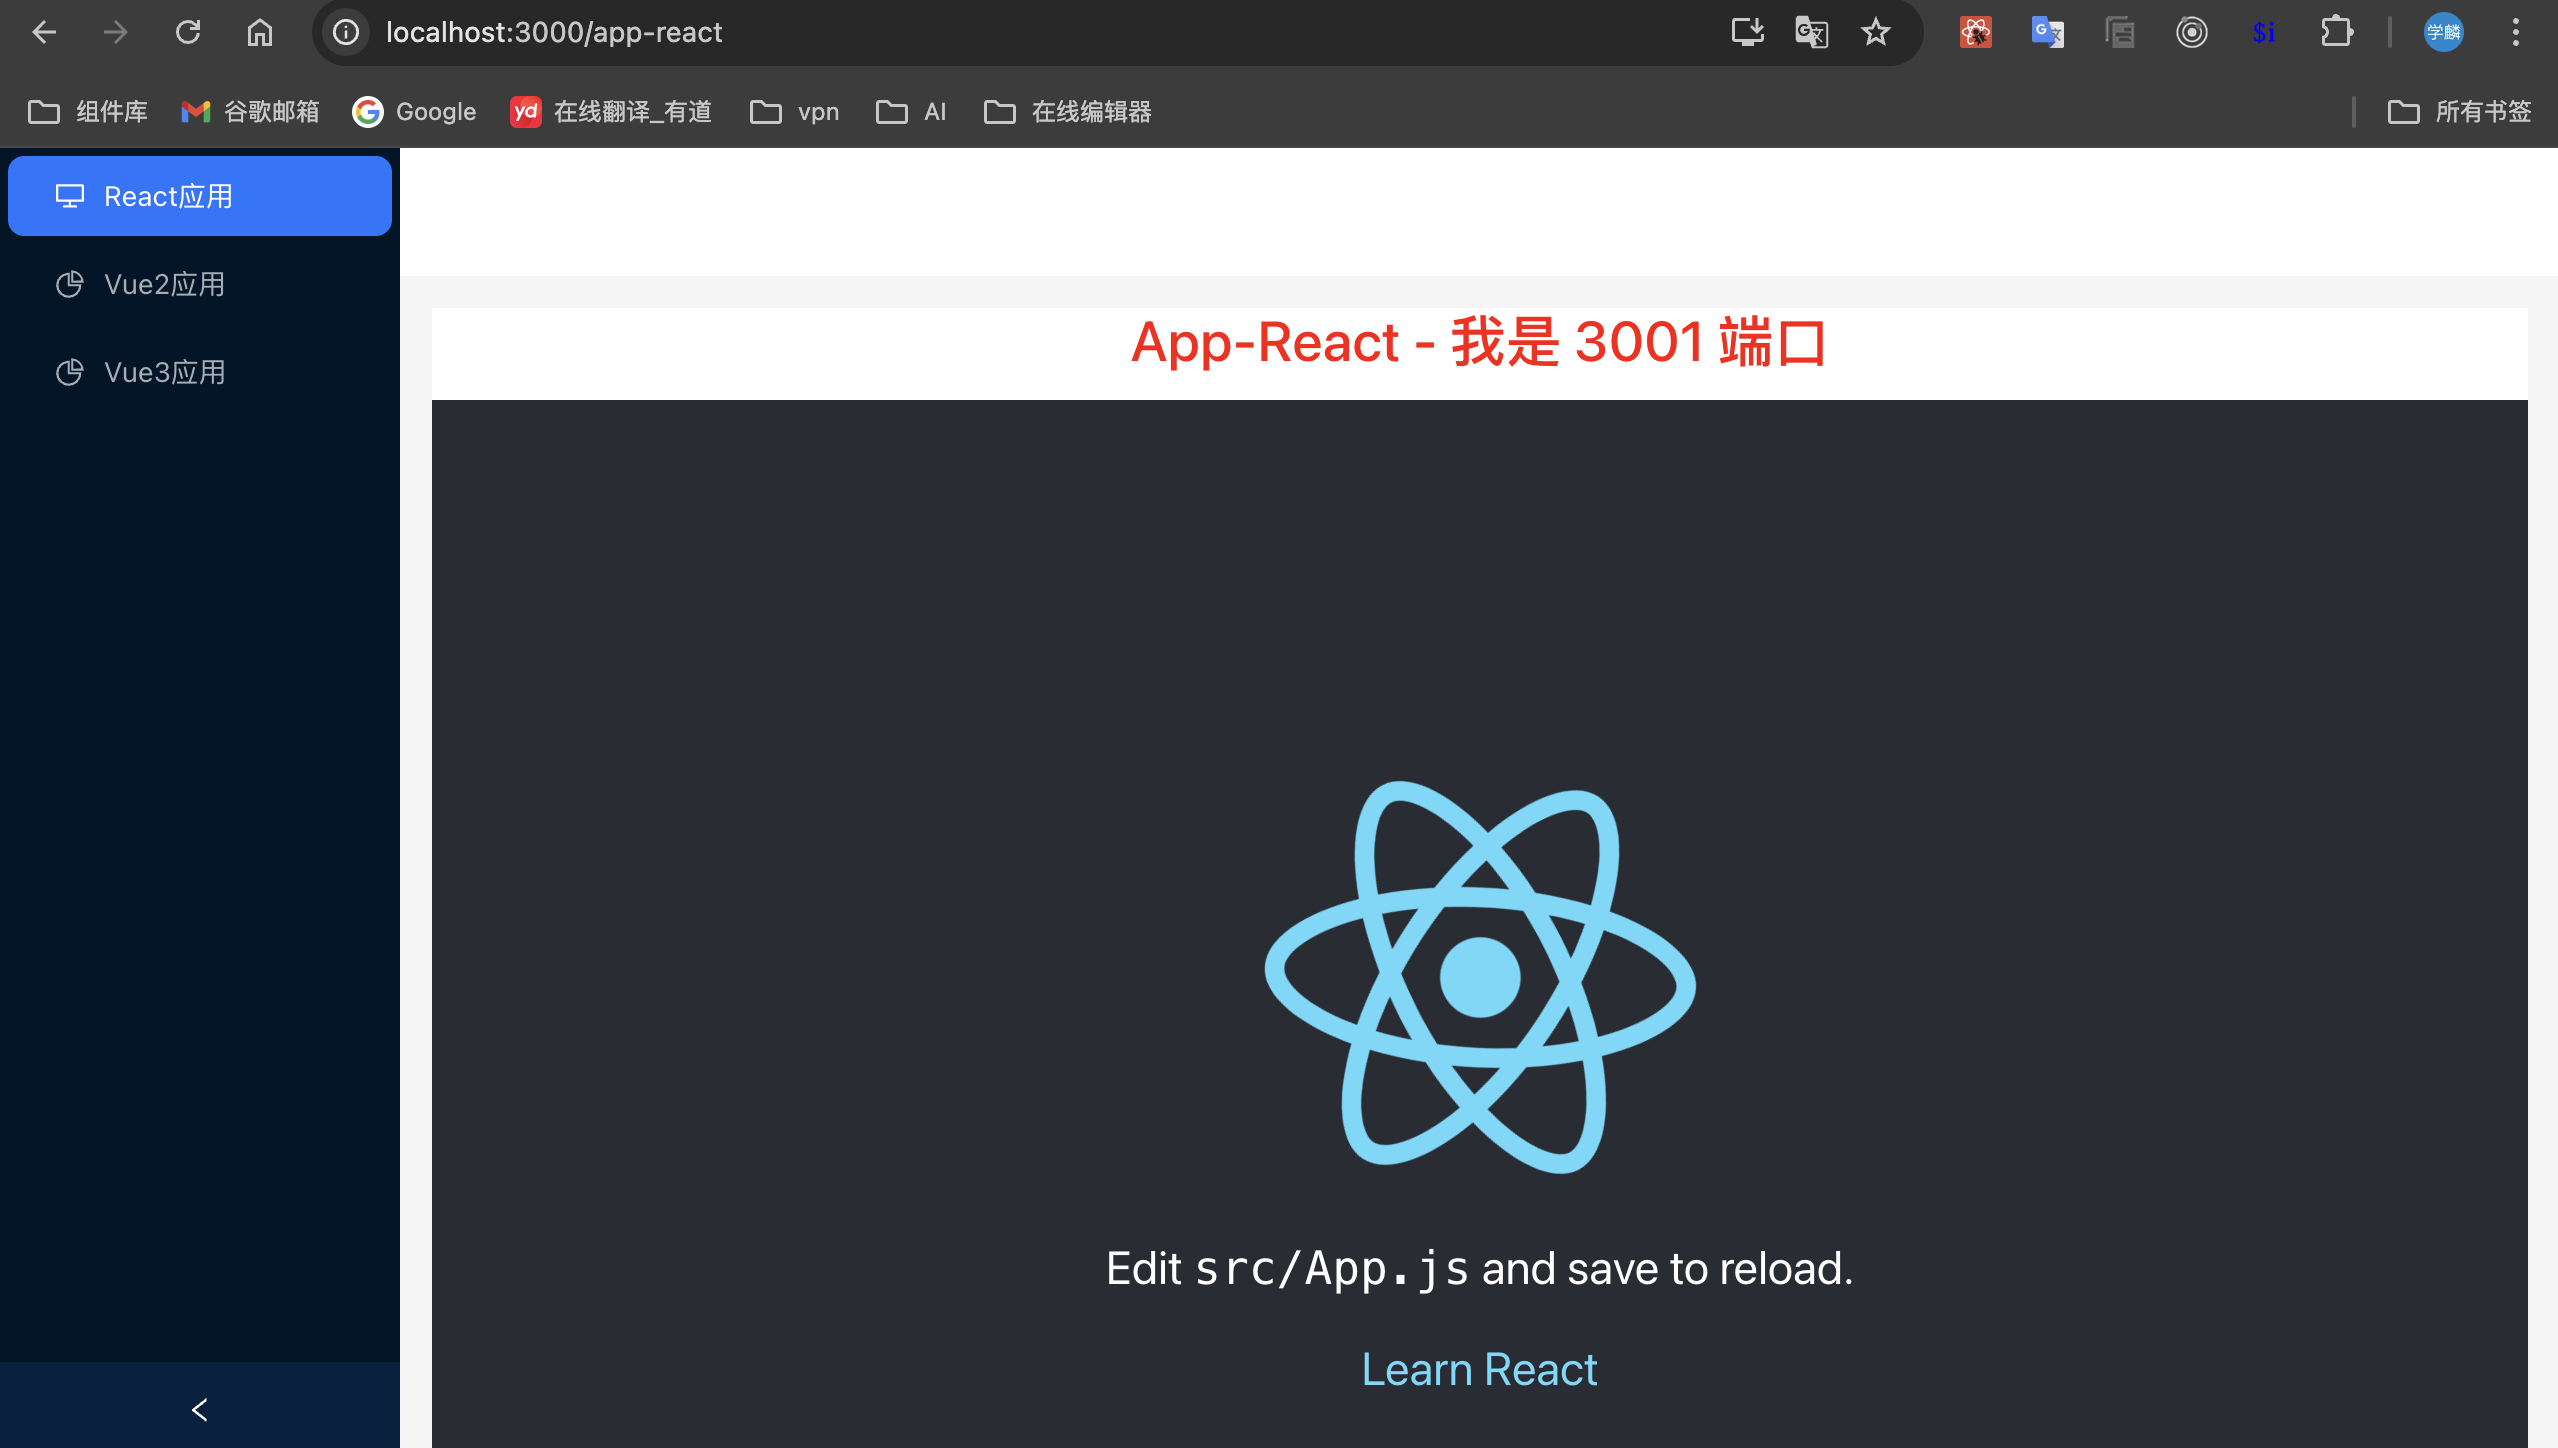 localhost:3000/app-react
$i
学麟
组件库
谷歌邮箱
Google
yd 在线翻译_有道
vpn
AI
在线编辑器
所有书签
React应用
Vue2应用
Vue3应用
App-React - 我是 3001 端口
Edit src/App.js and save to reload.
Learn React